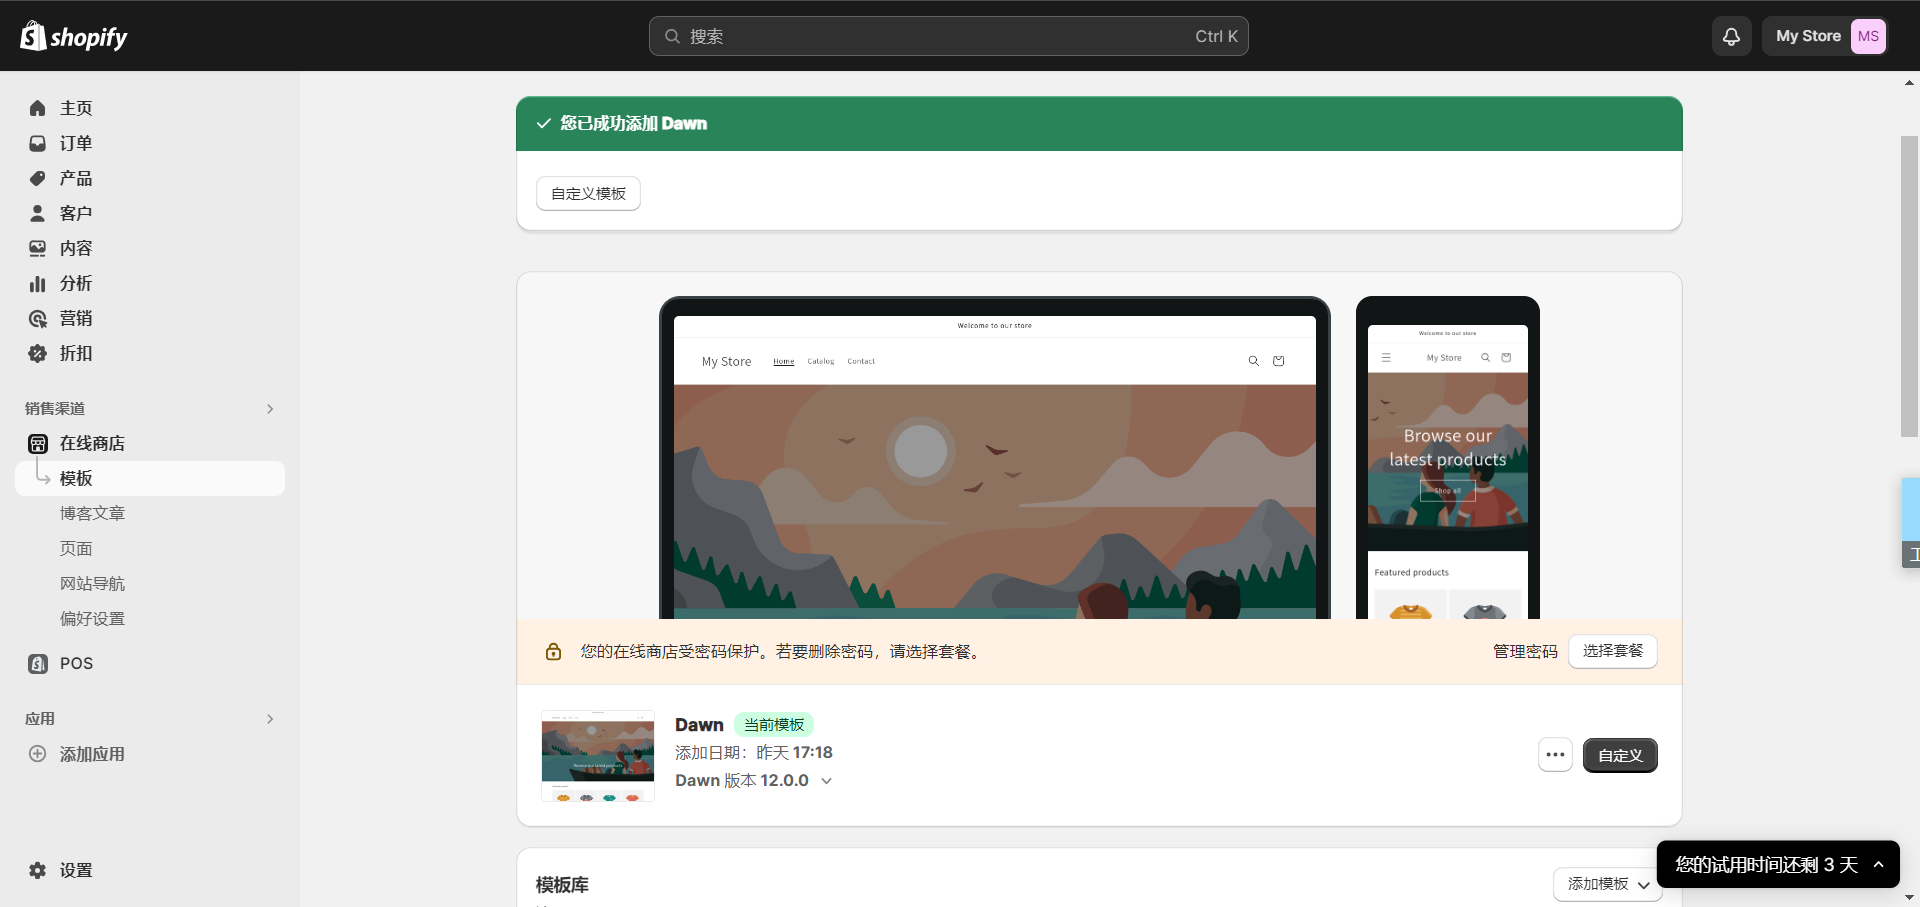 shopify
搜索
Ctrl K
My Store
MS
主页
订单
产品
客户
内容
分析
营销
折扣
销售渠道
在线商店
模板
博客文章
页面
网站导航
偏好设置
POS
应用
添加应用
设置
您已成功添加 Dawn
自定义模板
Welcome to our store
My Store
Home
Catalog
Contact
Welcome to our store
My Store
Browse our
latest products
Shop all
Featured products
您的在线商店受密码保护。若要删除密码，请选择套餐。
管理密码
选择套餐
Dawn
当前模板
添加日期：昨天 17:18
Dawn 版本 12.0.0
自定义
模板库
添加模板
您的试用时间还剩 3 天